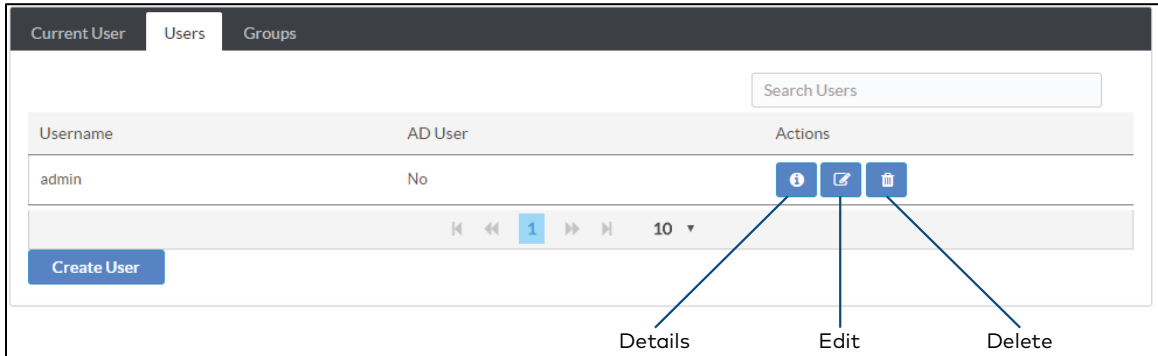 Current User Users Groups
Search Users
Username AD User Actions
admin No
1 10
Create User
Details Edit Delete